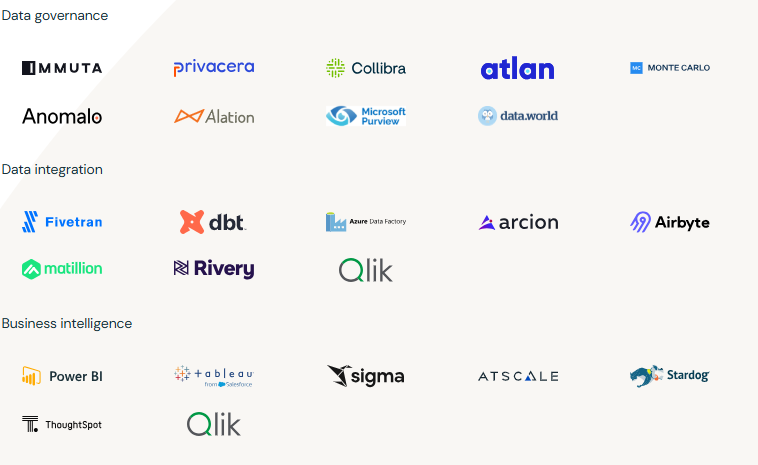 Data governance
IMMUTA
privacera
Collibra
atlan
MC MONTE CARLO
Anomalo
Alation
Microsoft
Purview
data.world
Data integration
Fivetran
dbt
Azure Data Factory
arcion
Airbyte
matillion
Rivery
Qlik
Business intelligence
Power BI
+ableau
from Salesforce
sigma
ATSCALE
Stardog
ThoughtSpot
Qlik